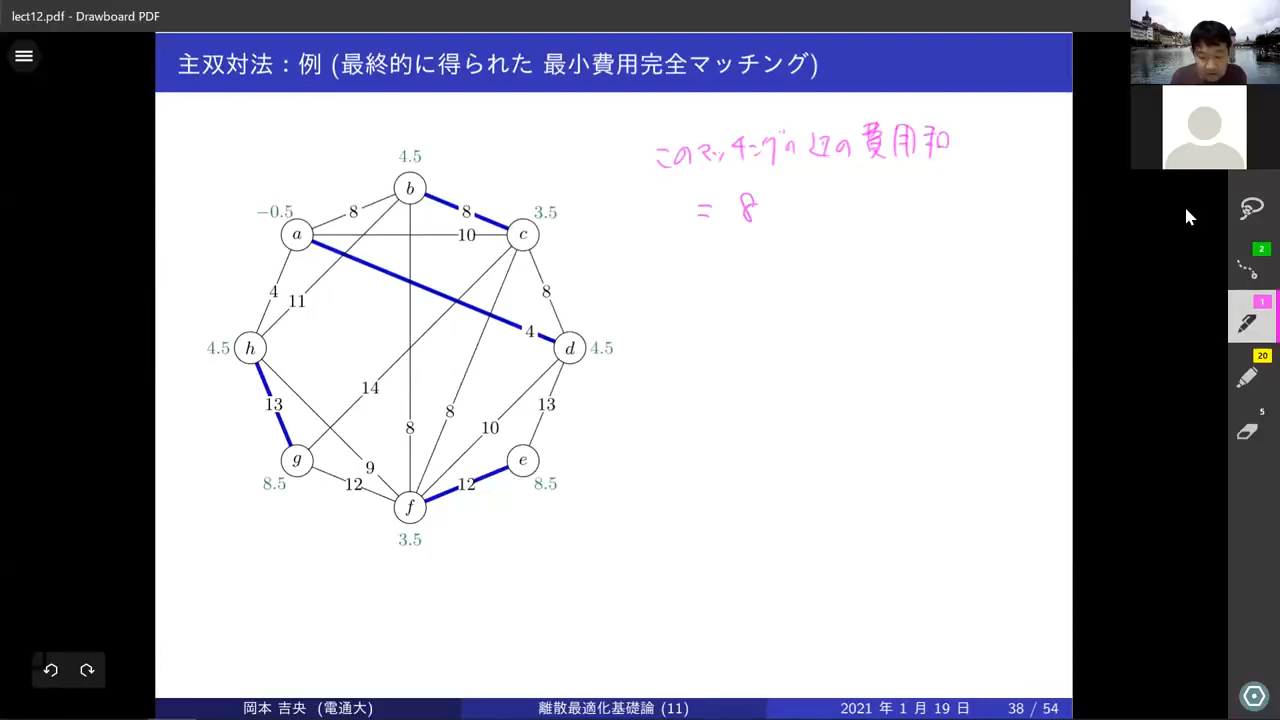 lect12.pdf - Drawboard PDF
主双対法：例 (最終的に得られた 最小費用完全マッチング)
このマッチングの 辺の 費用和
= 8
4.5
b
-0.5
8
8
3.5
a
10
c
4
11
8
4
4.5
h
d
4.5
14
13
13
8
10
8
g
9
e
8.5
12
12
8.5
f
3.5
2
1
20
5
岡本 吉央 (電通大)
離散最適化基礎論 (11)
2021 年 1 月 19 日
38 / 54